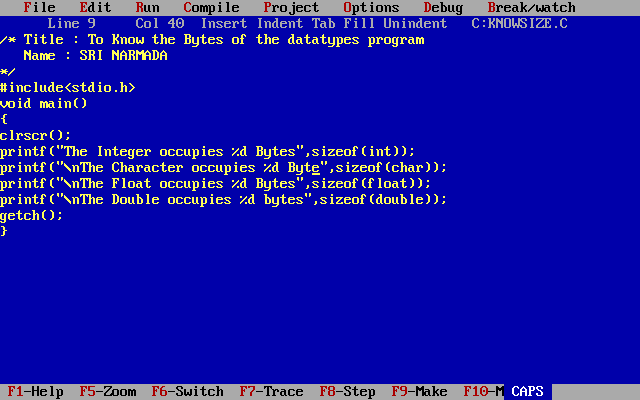 File Edit Run Compile Project Options Debug Break/watch
Line 9 Col 40 Insert Indent Tab Fill Unindent C:KNOWSIZE.C
/* Title : To Know the Bytes of the datatypes program
Name : SRI NARMADA
*/
#include<stdio.h>
void main()
{
clrscr();
printf("The Integer occupies %d Bytes",sizeof(int));
printf("\nThe Character occupies %d Byte",sizeof(char));
printf("\nThe Float occupies %d Bytes",sizeof(float));
printf("\nThe Double occupies %d bytes",sizeof(double));
getch();
}
F1-Help F5-Zoom F6-Switch F7-Trace F8-Step F9-Make F10-M CAPS